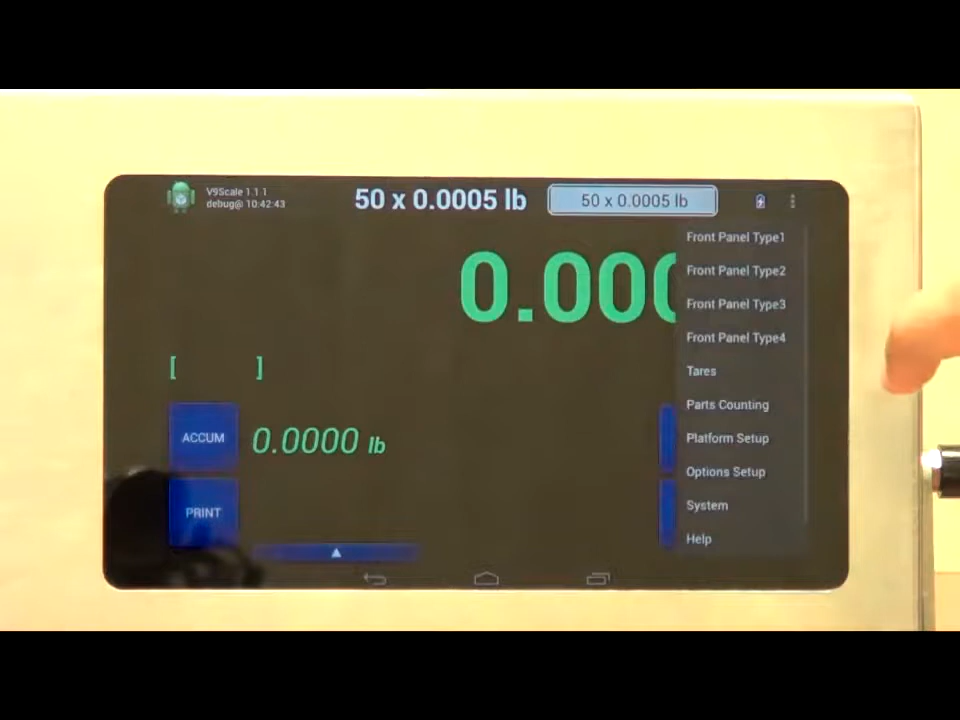 V9Scale 1.1.1
debug@ 10:42:43
50 x 0.0005 lb
50 x 0.0005 lb
0.000
[ ]
ACCUM
0.0000 lb
PRINT
Front Panel Type1
Front Panel Type2
Front Panel Type3
Front Panel Type4
Tares
Parts Counting
Platform Setup
Options Setup
System
Help